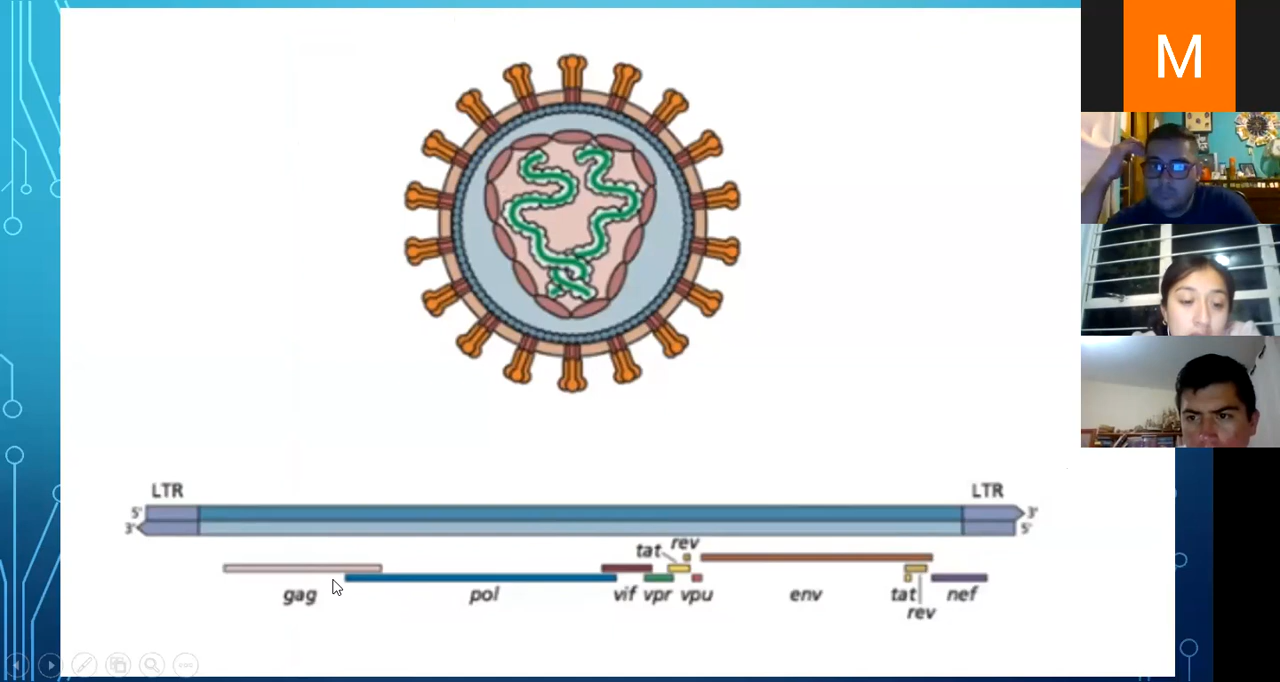 M
LTR LTR
5' 3'
3' 5'
rev
tat
gag pol vif vpr vpu env tat nef
rev